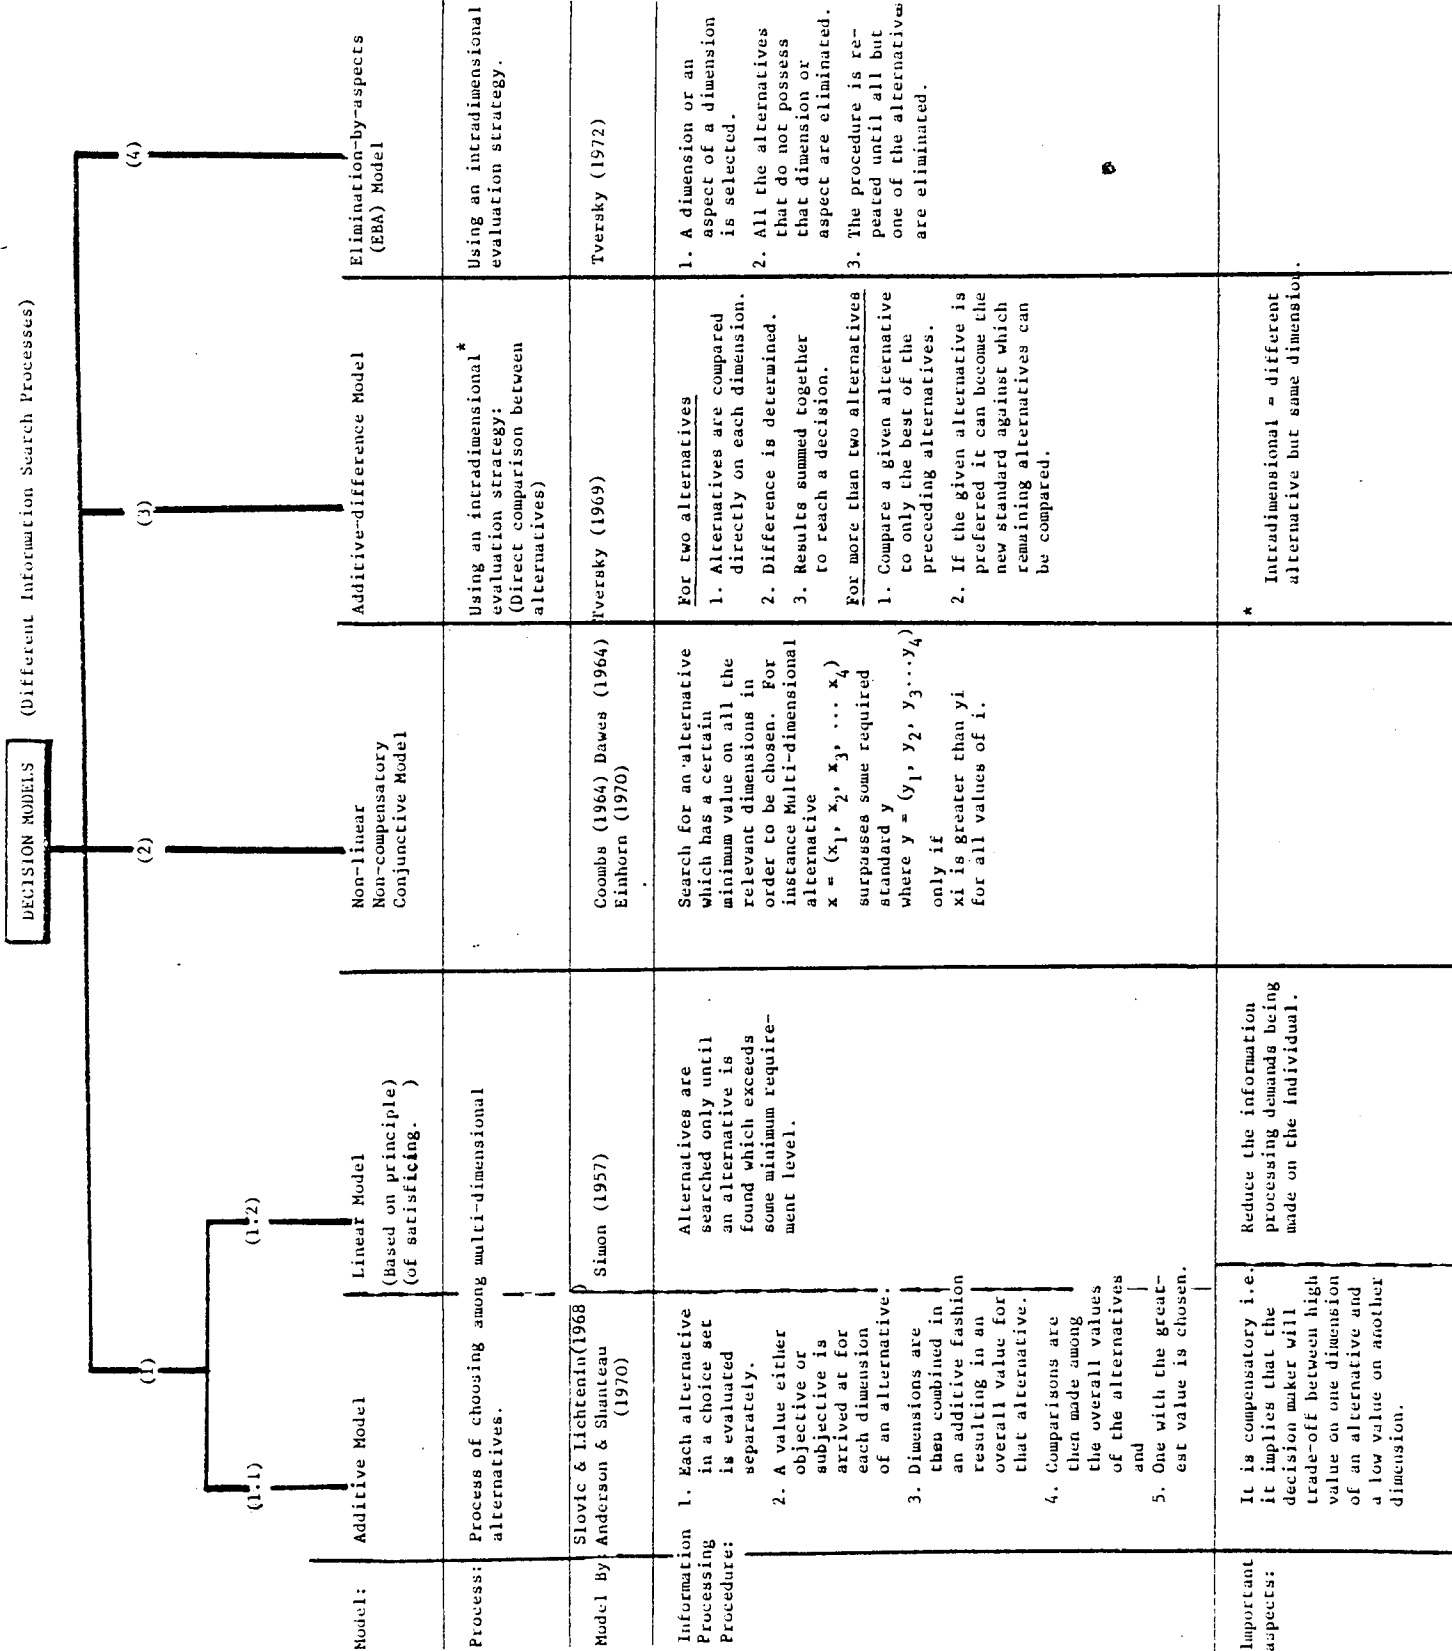 DECISION MODELS (Different Information Search Processes)
(1)
(2)
(3)
(4)
(1.1)
(1.2)
Model:
Additive Model
Linear Model
(Based on principle)
(of satisficing. )
Non-linear
Non-compensatory
Conjunctive Model
Additive-difference Model
Elimination-by-aspects
(EBA) Model
Process:
Process of choosing among multi-dimensional
alternatives.
Using an intradimensional*
evaluation strategy:
(Direct comparison between
alternatives)
Using an intradimensional
evaluation strategy.
Model By:
Slovic & Lichtenin(1968)
Anderson & Shanteau
(1970)
Simon (1957)
Coombs (1964) Dawes (1964)
Einhorn (1970)
Tversky (1969)
Tversky (1972)
Information
Processing
Procedure:
1. Each alternative
in a choice set
is evaluated
separately.
2. A value either
objective or
subjective is
arrived at for
each dimension
of an alternative.
3. Dimensions are
then combined in
an additive fashion
resulting in an
overall value for
that alternative.
4. Comparisons are
then made among
the overall values
of the alternatives
and
5. One with the great-
est value is chosen.
Alternatives are
searched only until
an alternative is
found which exceeds
some minimum require-
ment level.
Search for an alternative
which has a certain
minimum value on all the
relevant dimensions in
order to be chosen. For
instance Multi-dimensional
alternative
x = (x1, x2, x3, ... x4)
surpasses some required
standard y
where y = (y1, y2, y3...y4)
only if
xi is greater than yi
for all values of i.
For two alternatives
1. Alternatives are compared
directly on each dimension.
2. Difference is determined.
3. Results summed together
to reach a decision.
For more than two alternatives
1. Compare a given alternative
to only the best of the
preceeding alternatives.
2. If the given alternative is
preferred it can become the
new standard against which
remaining alternatives can
be compared.
1. A dimension or an
aspect of a dimension
is selected.
2. All the alternatives
that do not possess
that dimension or
aspect are eliminated.
3. The procedure is re-
peated until all but
one of the alternatives
are eliminated.
Important
aspects:
It is compensatory i.e.
it implies that the
decision maker will
trade-off between high
value on one dimension
of an alternative and
a low value on another
dimension.
Reduce the information
processing demands being
made on the individual.
*
Intradimensional = different
alternative but same dimension.